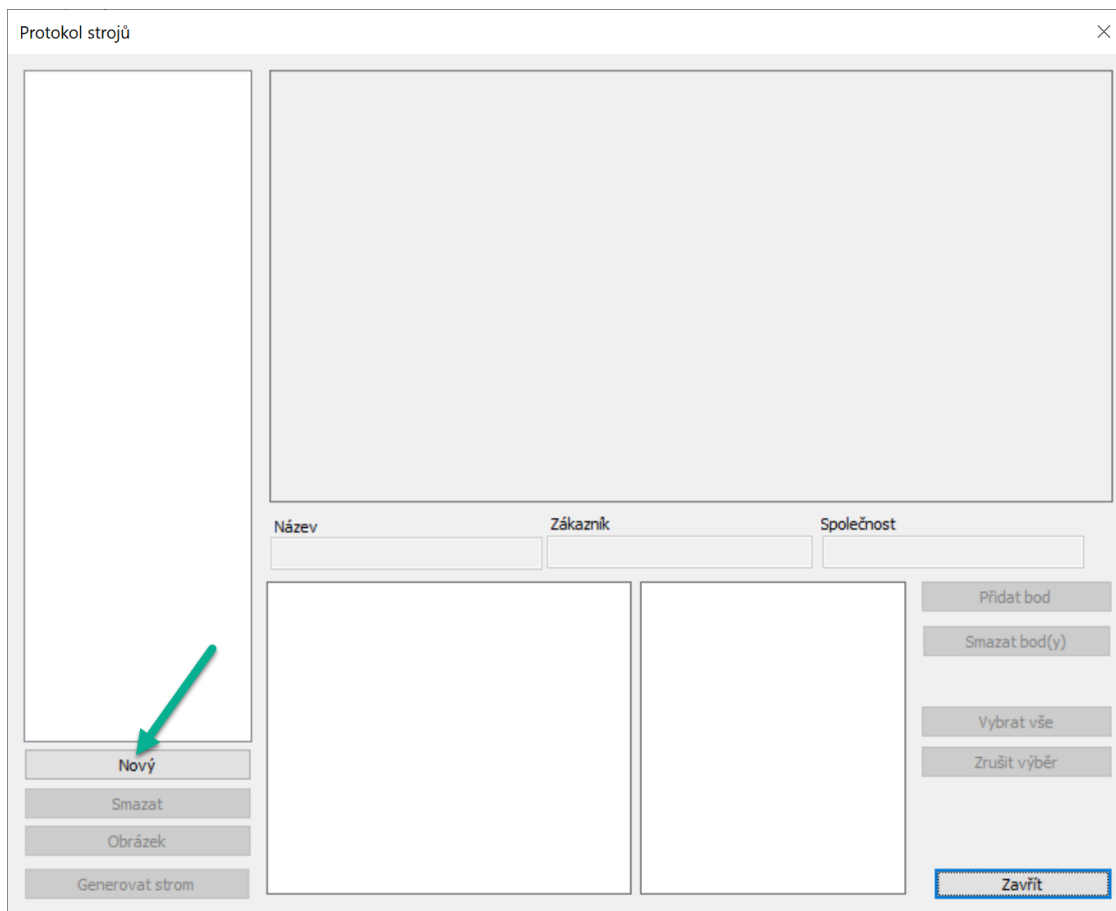 Protokol strojů
Název
Zákazník
Společnost
Přidat bod
Smazat bod(y)
Vybrat vše
Zrušit výběr
Nový
Smazat
Obrázek
Generovat strom
Zavřít